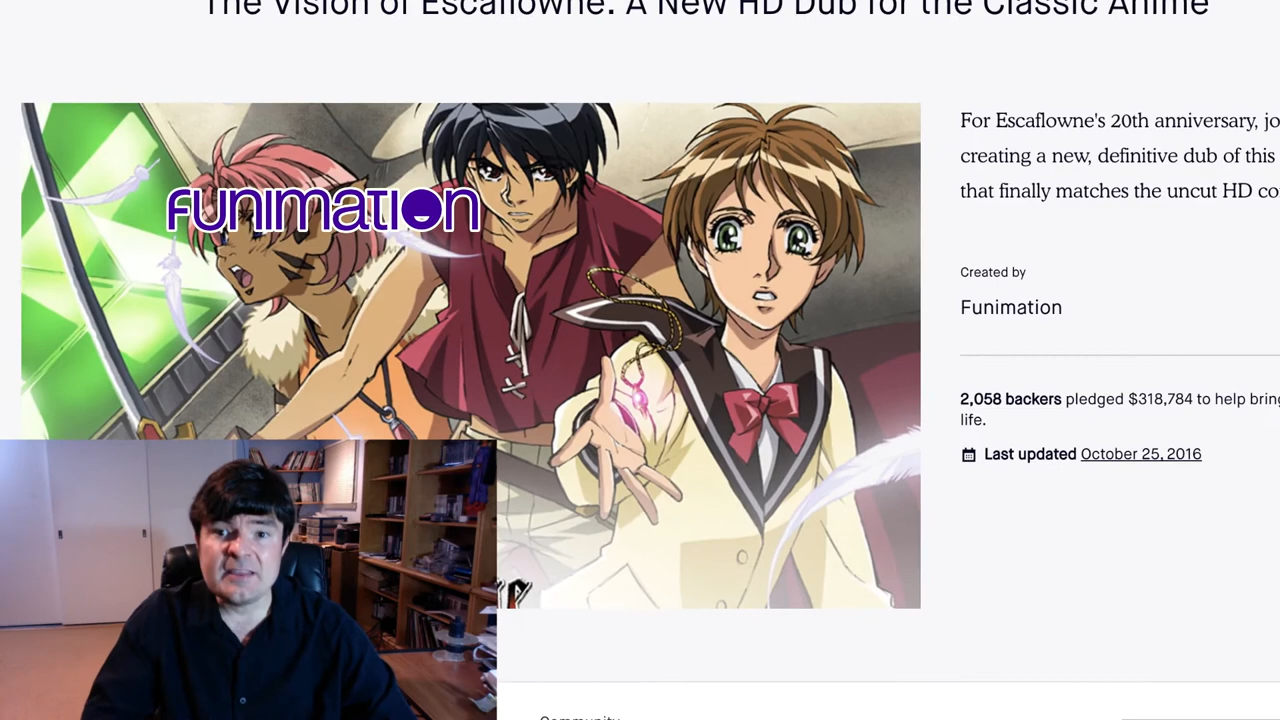 The Vision of Escaflowne: A New HD Dub for the Classic Anime
FUNIMATION
For Escaflowne's 20th anniversary, jo
creating a new, definitive dub of this
that finally matches the uncut HD co
Created by
Funimation
2,058 backers pledged $318,784 to help bring
life.
Last updated October 25, 2016
Community